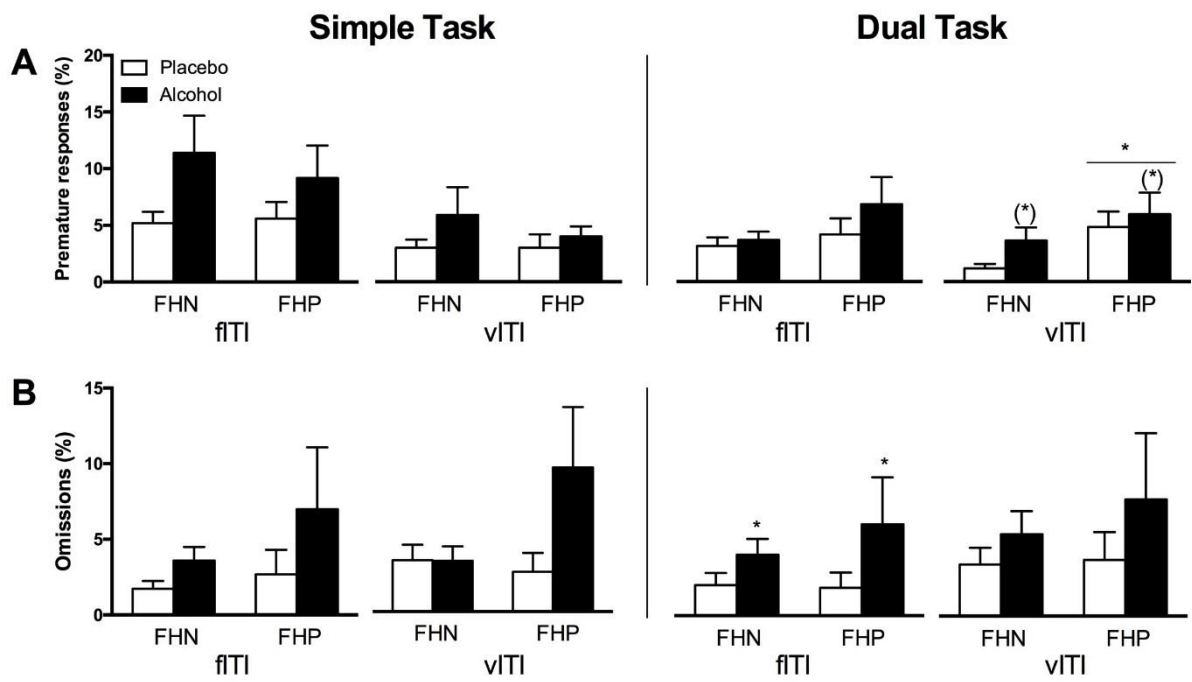 Simple Task
Dual Task
A
Premature responses (%)
20
15
10
5
0
Placebo
Alcohol
*
(*)
(*)
FHN FHP FHN FHP FHN FHP FHN FHP
fITI vITI fITI vITI
B
Omissions (%)
15
10
5
0
*
*
FHN FHP FHN FHP FHN FHP FHN FHP
fITI vITI fITI vITI